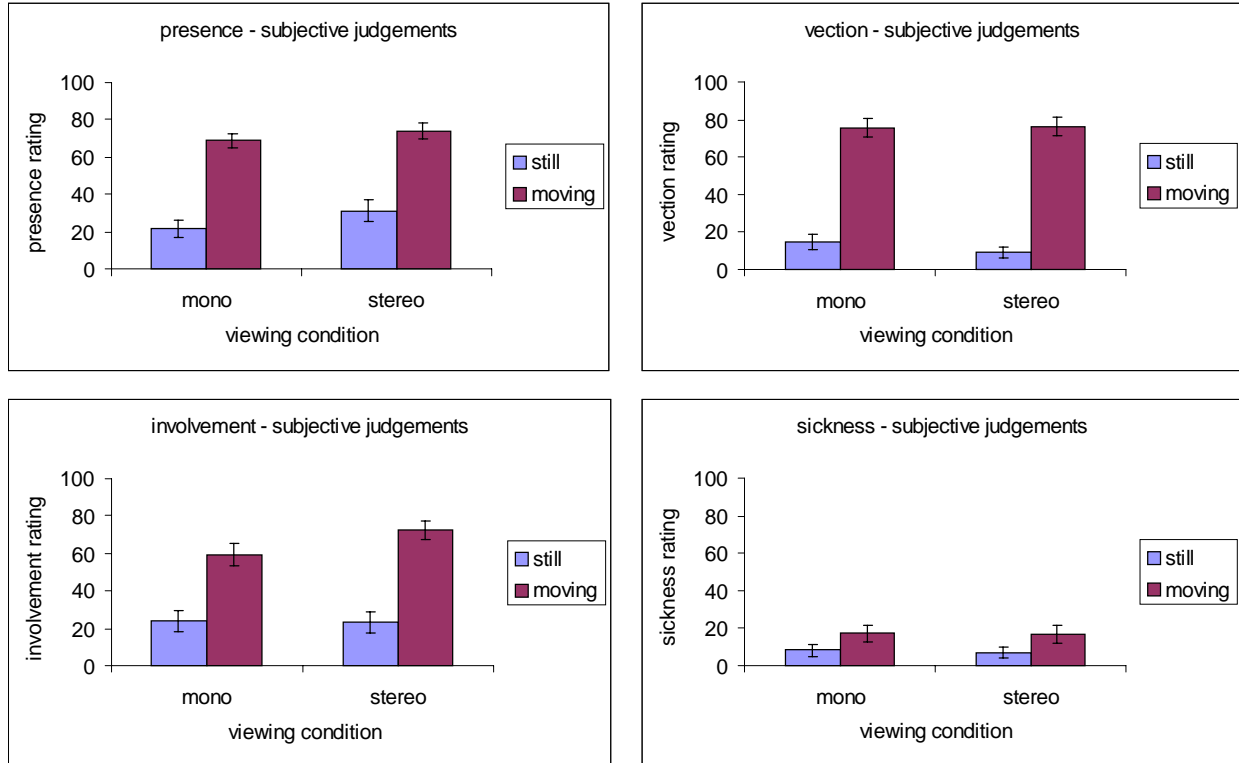 presence - subjective judgements
presence rating
100
80
60
40
20
0
mono
stereo
viewing condition
still
moving
vection - subjective judgements
vection rating
100
80
60
40
20
0
mono
stereo
viewing condition
still
moving
involvement - subjective judgements
involvement rating
100
80
60
40
20
0
mono
stereo
viewing condition
still
moving
sickness - subjective judgements
sickness rating
100
80
60
40
20
0
mono
stereo
viewing condition
still
moving